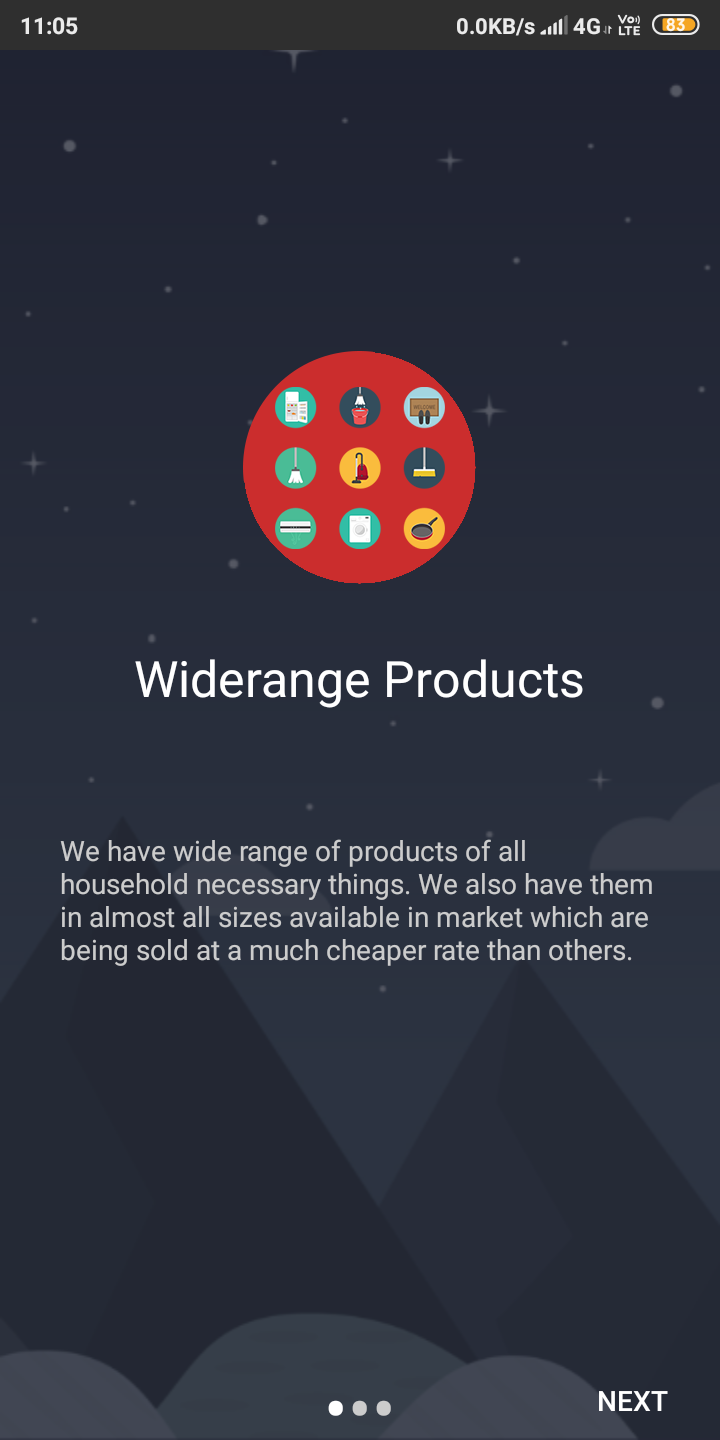 11:05 0.0KB/s 4G Vo) LTE 83
WELCOME
Widerange Products
We have wide range of products of all
household necessary things. We also have them
in almost all sizes available in market which are
being sold at a much cheaper rate than others.
NEXT